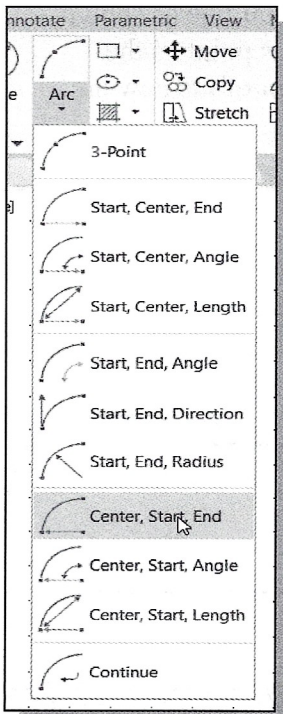 nnotate Parametric View
Move
Copy
Arc
Stretch
3-Point
Start, Center, End
Start, Center, Angle
Start, Center, Length
Start, End, Angle
Start, End, Direction
Start, End, Radius
Center, Start, End
Center, Start, Angle
Center, Start, Length
Continue